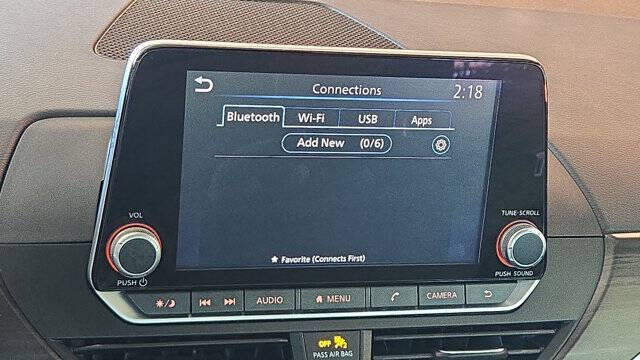 Connections 2:18
Bluetooth Wi-Fi USB Apps
Add New (0/6)
★ Favorite (Connects First)
VOL
PUSH
TUNE·SCROLL
PUSH SOUND
AUDIO MENU CAMERA
OFF
PASS AIR BAG